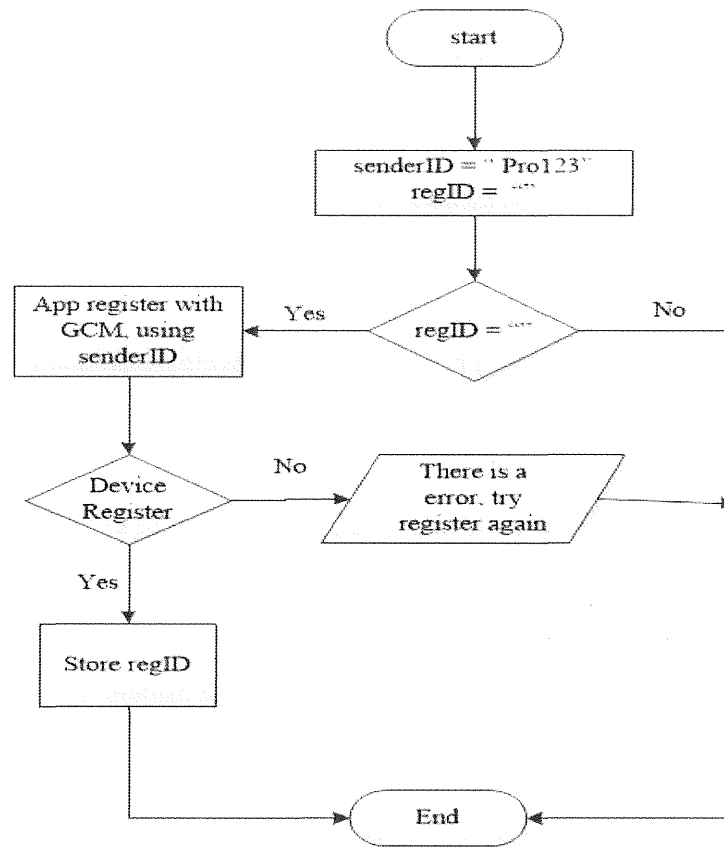 start
senderID = “ Pro123”
regID = “”
regID = “”
Yes
No
App register with
GCM, using
senderID
Device
Register
No
There is a
error, try
register again
Yes
Store regID
End